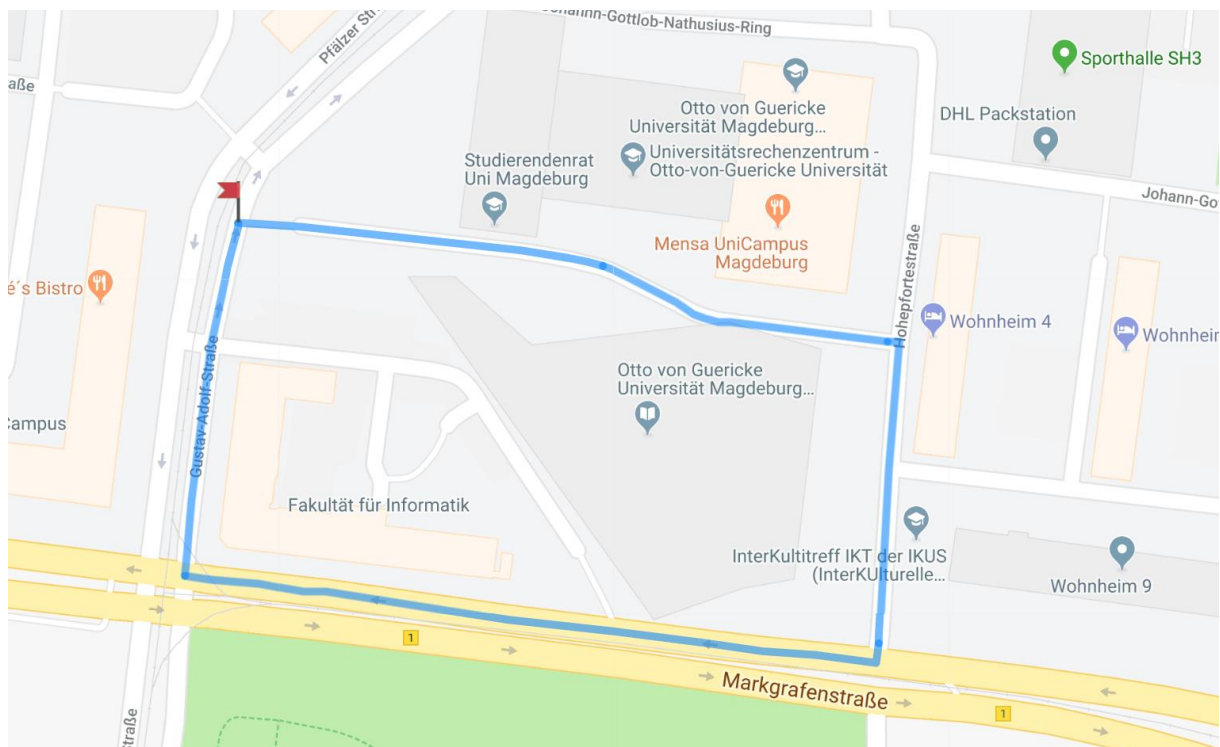 Johann-Gottlob-Nathusius-Ring
Pfälzer Str
Sporthalle SH3
aße
Otto von Guericke
Universität Magdeburg...
DHL Packstation
Studierendenrat
Uni Magdeburg
Universitätsrechenzentrum -
Otto-von-Guericke Universität
Johann-Go
Mensa UniCampus
Magdeburg
é´s Bistro
Hohepfortestraße
Wohnheim 4
Wohnheim
Gustav-Adolf-Straße
Otto von Guericke
Universität Magdeburg...
Campus
Fakultät für Informatik
InterKultitreff IKT der IKUS
(InterKUlturelle...
Wohnheim 9
1
Markgrafenstraße
1
straße